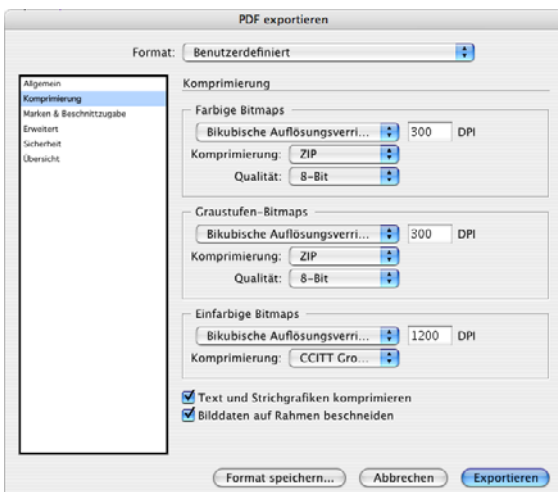 PDF exportieren
Format: Benutzerdefiniert
Allgemein
Komprimierung
Marken & Beschnittzugabe
Erweitert
Sicherheit
Übersicht
Komprimierung
Farbige Bitmaps
Bikubische Auflösungsverri... 300 DPI
Komprimierung: ZIP
Qualität: 8-Bit
Graustufen-Bitmaps
Bikubische Auflösungsverri... 300 DPI
Komprimierung: ZIP
Qualität: 8-Bit
Einfarbige Bitmaps
Bikubische Auflösungsverri... 1200 DPI
Komprimierung: CCITT Gro...
Text und Strichgrafiken komprimieren
Bilddaten auf Rahmen beschneiden
Format speichern... Abbrechen Exportieren